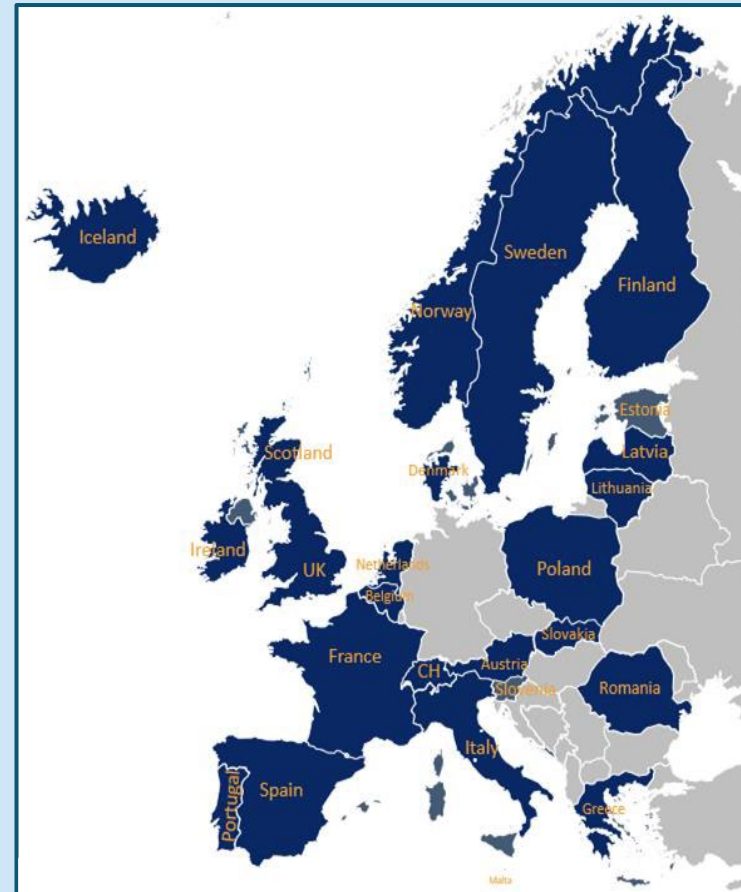 Iceland
Sweden
Finland
Norway
Estonia
Scotland
Latvia
Denmark
Lithuania
Ireland
UK
Netherlands
Poland
Belgium
Slovakia
France
CH
Austria
Slovenia
Romania
Italy
Portugal
Spain
Greece
Malta